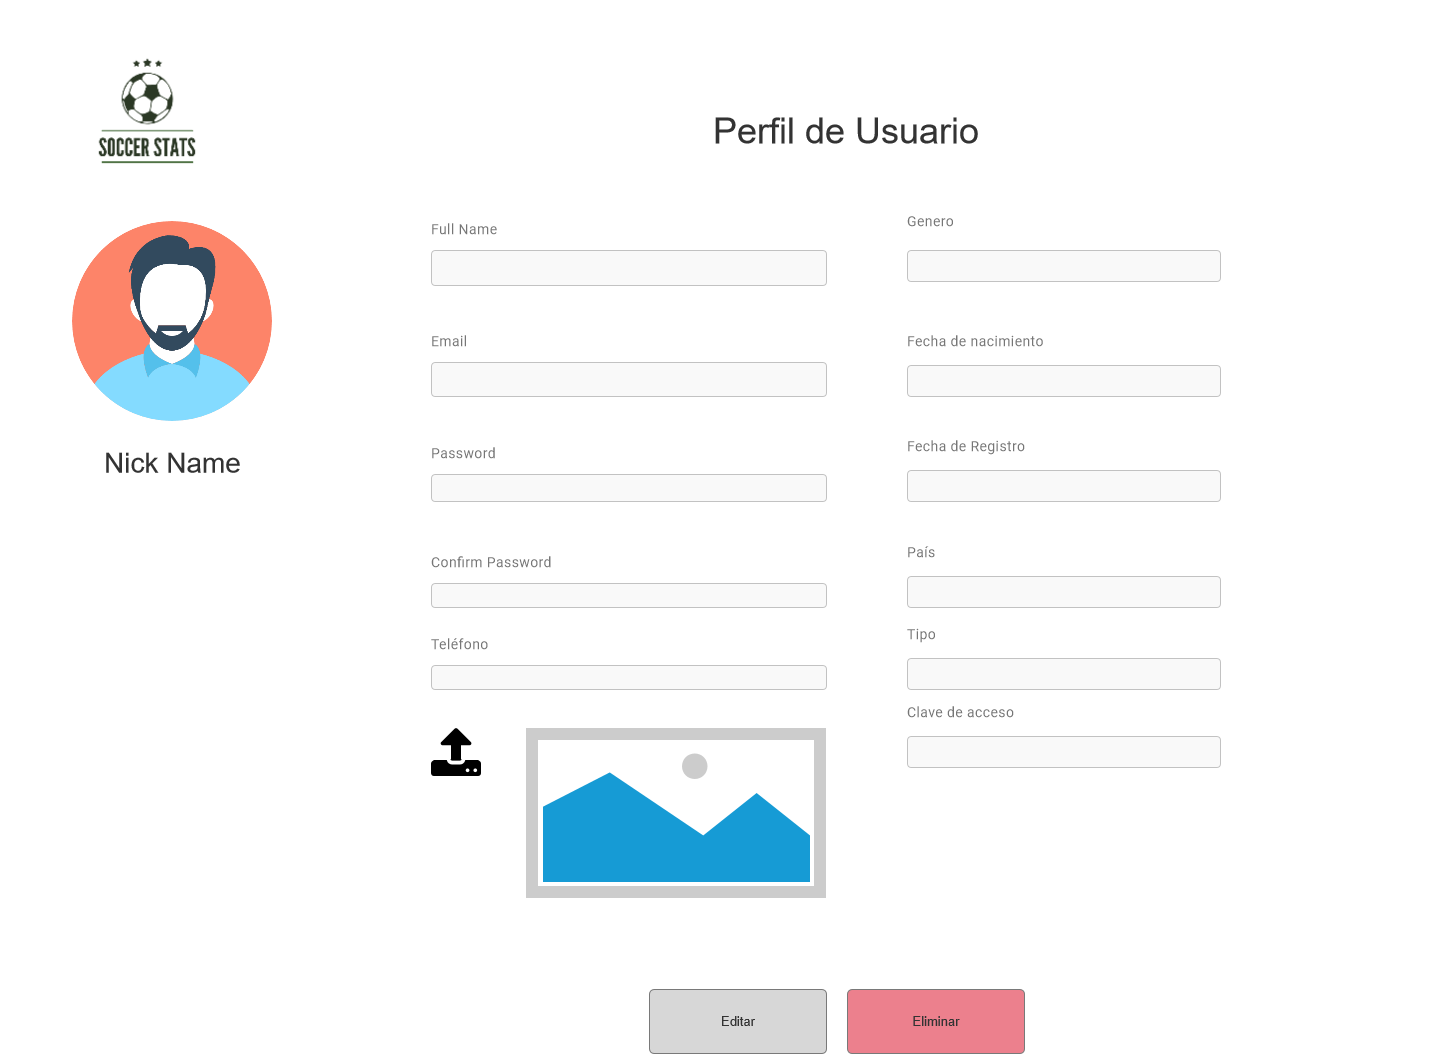 SOCCER STATS
Perfil de Usuario
Nick Name
Full Name
Email
Password
Confirm Password
Teléfono
Genero
Fecha de nacimiento
Fecha de Registro
País
Tipo
Clave de acceso
Editar
Eliminar